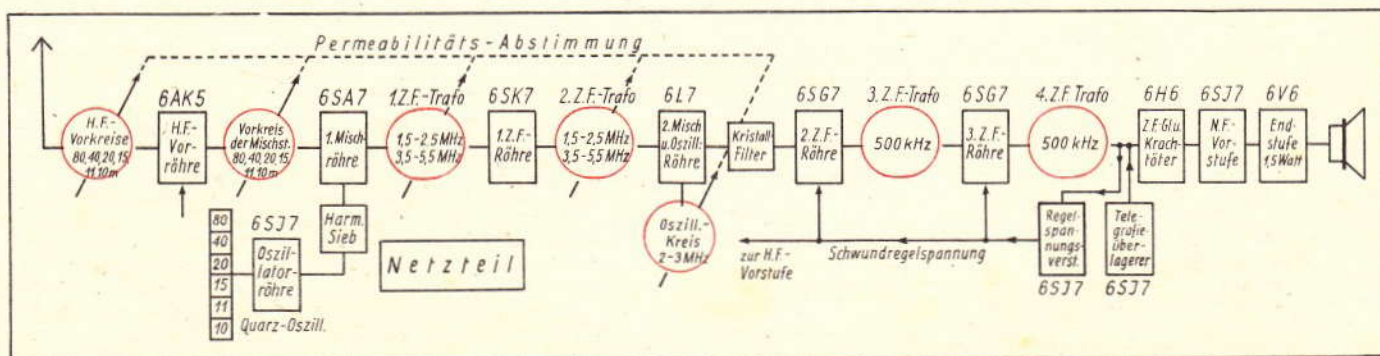 Permeabilitäts-Abstimmung
H.F.-
Vorkreise
80,40,20,15
11,10m
6AK5
H.F.-
Vor-
röhre
Vorkreis
der Mischst.
80,40,20,15
11,10m
6SA7
1.Misch-
röhre
1.Z.F.-Trafo
1,5-2,5 MHz
3,5-5,5 MHz
6SK7
1.Z.F.-
Röhre
2.Z.F.-Trafo
1,5-2,5 MHz
3,5-5,5 MHz
6L7
2.Misch
u.Oszill.-
Röhre
Kristall-
Filter
6SG7
2.Z.F.-
Röhre
3.Z.F.-Trafo
500 kHz
6SG7
3.Z.F.-
Röhre
4.Z.F. Trafo
500 kHz
6H6
Z.F.Gl.u.
Krach-
töter
6SJ7
N.F.-
Vor-
stufe
6V6
End-
stufe
1,5 Watt
80
40
20
15
11
10
6SJ7
Oszil-
lator-
röhre
Quarz-Oszill.
Harm.
Sieb
Netzteil
Oszill.-
Kreis
2-3MHz
zur H.F.-
Vorstufe
Schwundregelspannung
Regel-
span-
nungs-
verst.
6SJ7
Tele-
grafie-
über-
lagerer
6SJ7